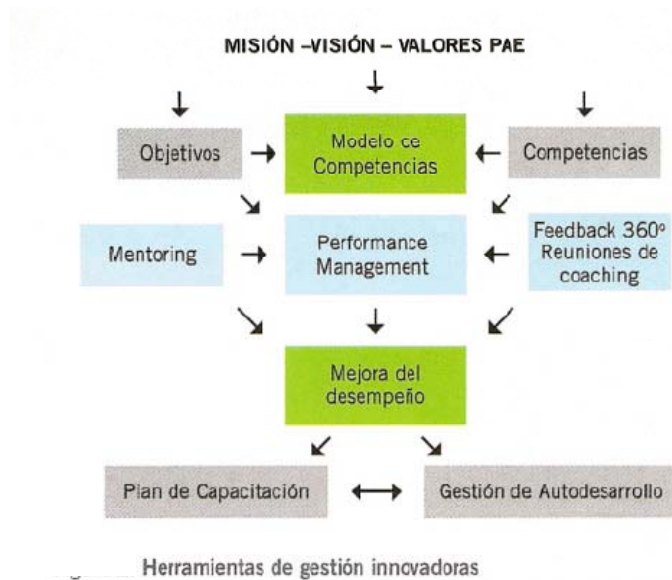 MISIÓN –VISIÓN – VALORES PAE
Objetivos
Modelo de
Competencias
Competencias
Mentoring
Performance
Management
Feedback 360º
Reuniones de
coaching
Mejora del
desempeño
Plan de Capacitación
Gestión de Autodesarrollo
Herramientas de gestión innovadoras